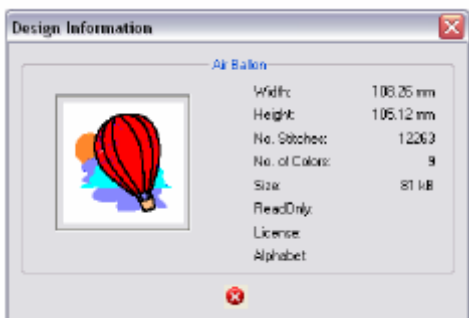 Design Information
Air Ballon
Width: 108.26 mm
Height: 105.12 mm
No. Stitches: 12263
No. of Colors: 9
Size: 81 kB
ReadOnly:
License:
Alphabet